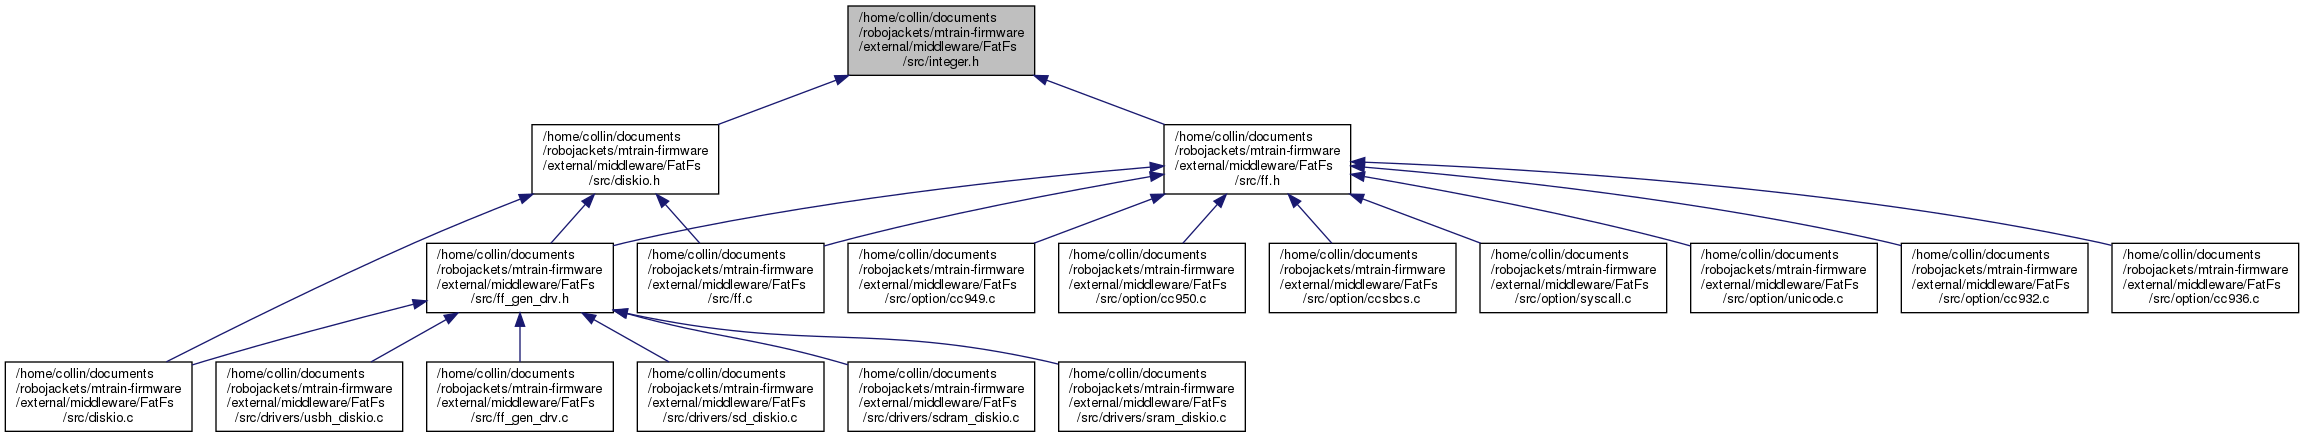 /home/collin/documents
/robojackets/mtrain-firmware
/external/middleware/FatFs
/src/integer.h
/home/collin/documents
/robojackets/mtrain-firmware
/external/middleware/FatFs
/src/diskio.h
/home/collin/documents
/robojackets/mtrain-firmware
/external/middleware/FatFs
/src/ff.h
/home/collin/documents
/robojackets/mtrain-firmware
/external/middleware/FatFs
/src/ff_gen_drv.h
/home/collin/documents
/robojackets/mtrain-firmware
/external/middleware/FatFs
/src/ff.c
/home/collin/documents
/robojackets/mtrain-firmware
/external/middleware/FatFs
/src/option/cc949.c
/home/collin/documents
/robojackets/mtrain-firmware
/external/middleware/FatFs
/src/option/cc950.c
/home/collin/documents
/robojackets/mtrain-firmware
/external/middleware/FatFs
/src/option/ccsbcs.c
/home/collin/documents
/robojackets/mtrain-firmware
/external/middleware/FatFs
/src/option/syscall.c
/home/collin/documents
/robojackets/mtrain-firmware
/external/middleware/FatFs
/src/option/unicode.c
/home/collin/documents
/robojackets/mtrain-firmware
/external/middleware/FatFs
/src/option/cc932.c
/home/collin/documents
/robojackets/mtrain-firmware
/external/middleware/FatFs
/src/option/cc936.c
/home/collin/documents
/robojackets/mtrain-firmware
/external/middleware/FatFs
/src/diskio.c
/home/collin/documents
/robojackets/mtrain-firmware
/external/middleware/FatFs
/src/drivers/usbh_diskio.c
/home/collin/documents
/robojackets/mtrain-firmware
/external/middleware/FatFs
/src/ff_gen_drv.c
/home/collin/documents
/robojackets/mtrain-firmware
/external/middleware/FatFs
/src/drivers/sd_diskio.c
/home/collin/documents
/robojackets/mtrain-firmware
/external/middleware/FatFs
/src/drivers/sdram_diskio.c
/home/collin/documents
/robojackets/mtrain-firmware
/external/middleware/FatFs
/src/drivers/sram_diskio.c